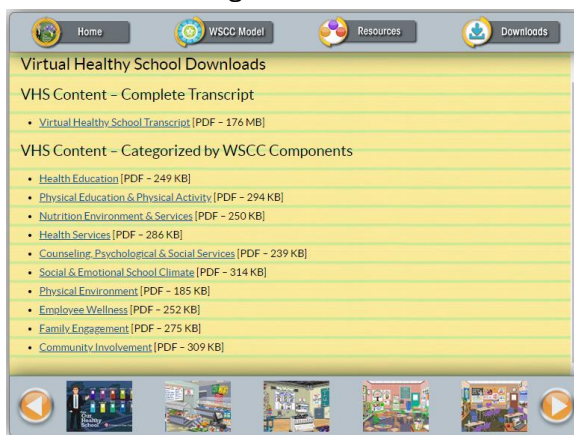 Home WSCC Model Resources Downloads
Virtual Healthy School Downloads
VHS Content – Complete Transcript
• Virtual Healthy School Transcript [PDF – 176 MB]
VHS Content – Categorized by WSCC Components
• Health Education [PDF – 249 KB]
• Physical Education & Physical Activity [PDF – 294 KB]
• Nutrition Environment & Services [PDF – 250 KB]
• Health Services [PDF – 286 KB]
• Counseling, Psychological & Social Services [PDF – 239 KB]
• Social & Emotional School Climate [PDF – 314 KB]
• Physical Environment [PDF – 185 KB]
• Employee Wellness [PDF – 252 KB]
• Family Engagement [PDF – 275 KB]
• Community Involvement [PDF – 309 KB]
Our
Healthy
School